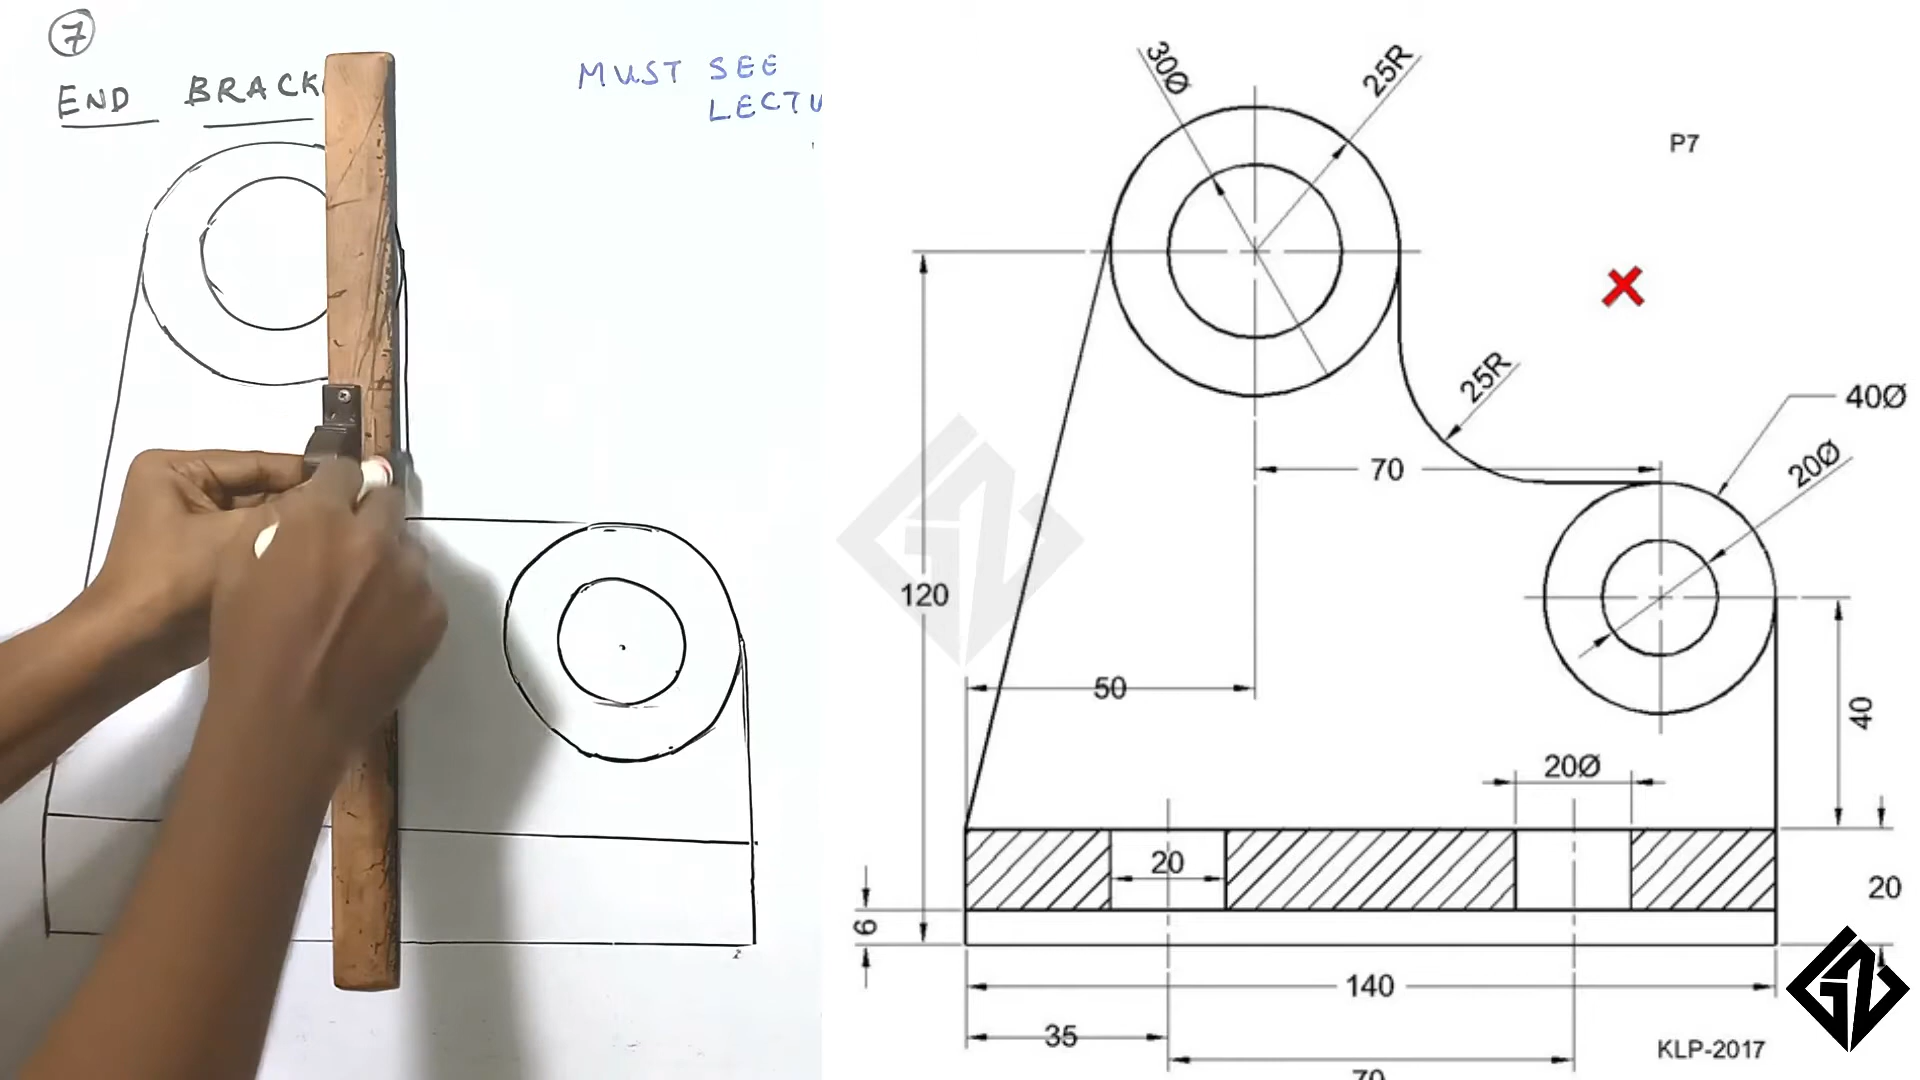 7
END BRACK
MUST SEE
LECTU
30Ø
25R
P7
25R
40Ø
20Ø
70
120
50
40
20Ø
20
20
6
140
35
70
KLP-2017